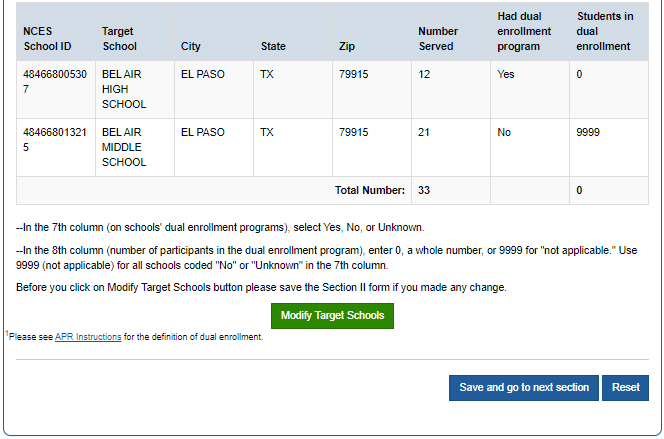 NCES School ID Target School City State Zip Number Served Had dual enrollment program Students in dual enrollment
484668005307 BEL AIR HIGH SCHOOL EL PASO TX 79915 12 Yes 0
484668013215 BEL AIR MIDDLE SCHOOL EL PASO TX 79915 21 No 9999
Total Number: 33 0
--In the 7th column (on schools' dual enrollment programs), select Yes, No, or Unknown.
--In the 8th column (number of participants in the dual enrollment program), enter 0, a whole number, or 9999 for "not applicable." Use
9999 (not applicable) for all schools coded "No" or "Unknown" in the 7th column.
Before you click on Modify Target Schools button please save the Section II form if you made any change.
Modify Target Schools
1Please see APR Instructions for the definition of dual enrollment.
Save and go to next section Reset